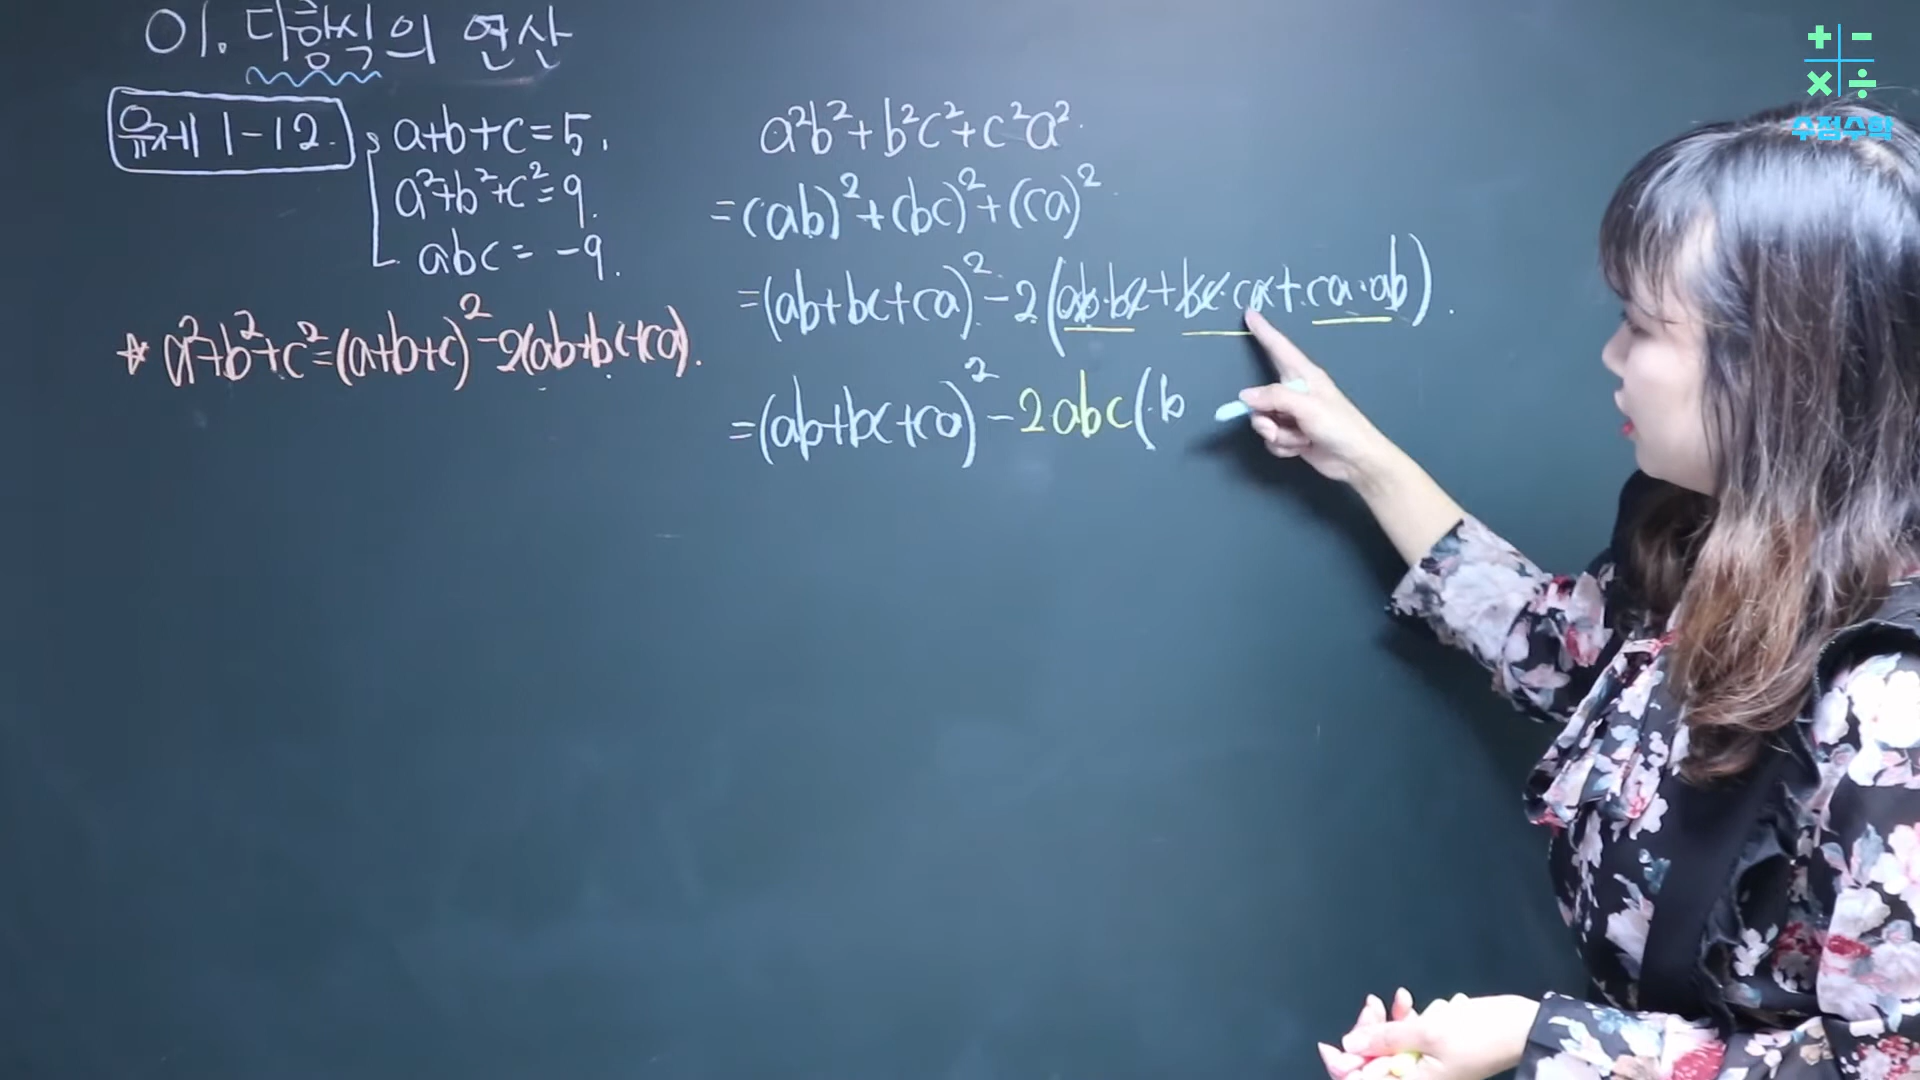 01. 다항식의 연산
유제 1-12.
a+b+c=5.
a²+b²+c²=9.
abc=-9.
* a²+b²+c²=(a+b+c)²-2(ab+bc+ca).
a²b²+b²c²+c²a².
=(ab)²+(bc)²+(ca)²
=(ab+bc+ca)²-2(ab·bc+bc·ca+ca·ab).
=(ab+bc+ca)²-2abc(b
수점수학